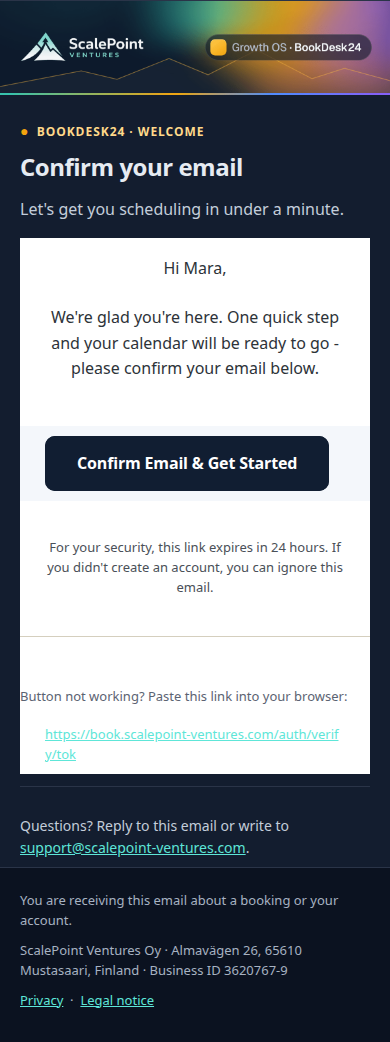 ScalePoint
VENTURES
Growth OS · BookDesk24
BOOKDESK24 · WELCOME
Confirm your email
Let's get you scheduling in under a minute.
Hi Mara,
We're glad you're here. One quick step
and your calendar will be ready to go -
please confirm your email below.
Confirm Email & Get Started
For your security, this link expires in 24 hours. If
you didn't create an account, you can ignore this
email.
Button not working? Paste this link into your browser:
https://book.scalepoint-ventures.com/auth/verif
y/tok
Questions? Reply to this email or write to
support@scalepoint-ventures.com.
You are receiving this email about a booking or your
account.
ScalePoint Ventures Oy · Almavägen 26, 65610
Mustasaari, Finland · Business ID 3620767-9
Privacy · Legal notice